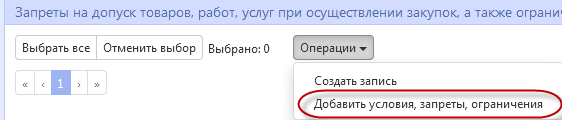 Запреты на допуск товаров, работ, услуг при осуществлении закупок, а также ограни
Выбрать все Отменить выбор Выбрано: 0 Операции
« ‹ 1 › »
Создать запись
Добавить условия, запреты, ограничения